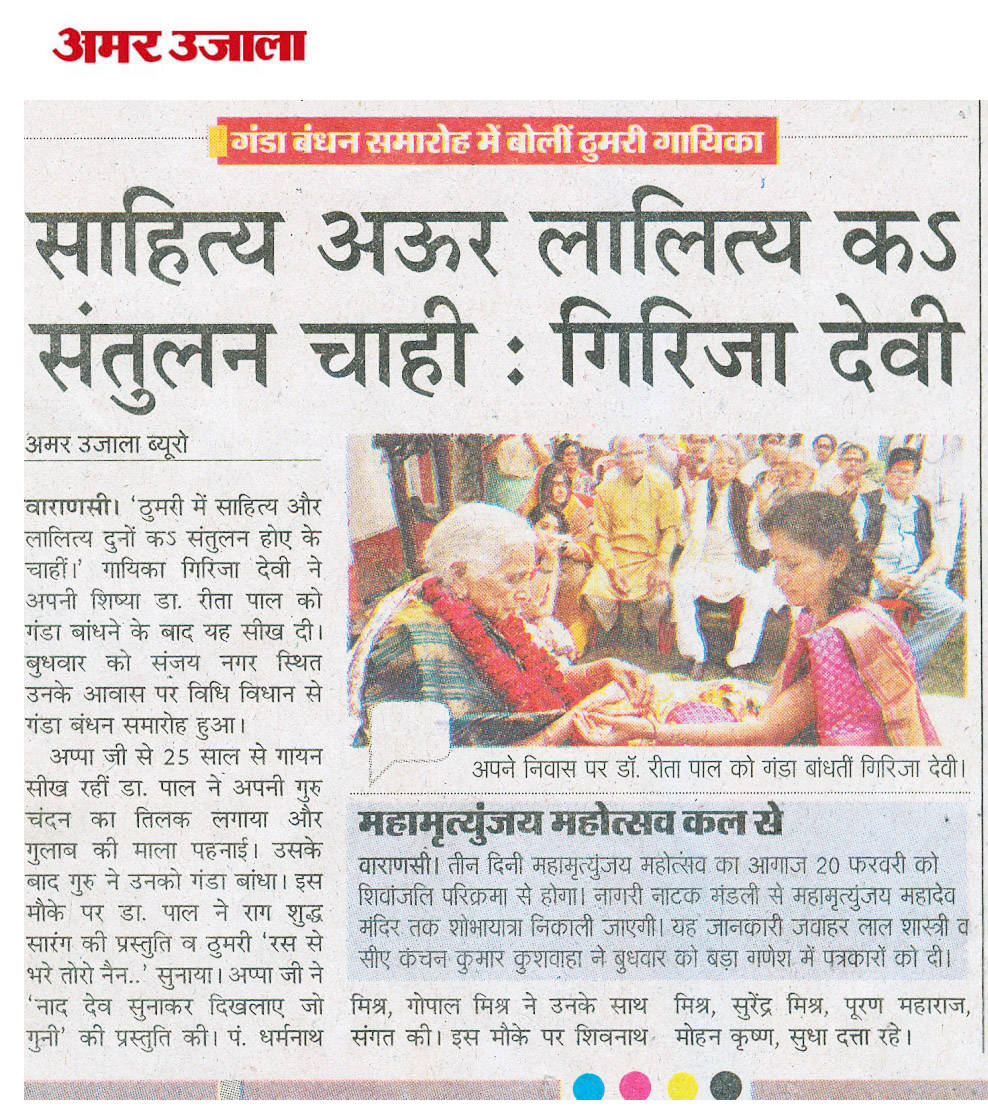 अमर उजाला
गंडा बंधन समारोह में बोलीं ठुमरी गायिका
साहित्य अऊर लालित्य कऽ
संतुलन चाही : गिरिजा देवी
अमर उजाला ब्यूरो
वाराणसी। ‘ठुमरी में साहित्य और
लालित्य दुनों कऽ संतुलन होए के
चाहीं।’ गायिका गिरिजा देवी ने
अपनी शिष्या डा. रीता पाल को
गंडा बांधने के बाद यह सीख दी।
बुधवार को संजय नगर स्थित
उनके आवास पर विधि विधान से
गंडा बंधन समारोह हुआ।
अप्पा जी से 25 साल से गायन
सीख रहीं डा. पाल ने अपनी गुरु
चंदन का तिलक लगाया और
गुलाब की माला पहनाई। उसके
बाद गुरु ने उनको गंडा बांधा। इस
मौके पर डा. पाल ने राग शुद्ध
सारंग की प्रस्तुति व ठुमरी ‘रस से
भरे तोरो नैन..’ सुनाया। अप्पा जी ने
‘नाद देव सुनाकर दिखलाए जो
गुनी’ की प्रस्तुति की। पं. धर्मनाथ
अपने निवास पर डॉ. रीता पाल को गंडा बांधतीं गिरिजा देवी।
महामृत्युंजय महोत्सव कल से
वाराणसी। तीन दिनी महामृत्युंजय महोत्सव का आगाज 20 फरवरी को
शिवांजलि परिक्रमा से होगा। नागरी नाटक मंडली से महामृत्युंजय महादेव
मंदिर तक शोभायात्रा निकाली जाएगी। यह जानकारी जवाहर लाल शास्त्री व
सीए कंचन कुमार कुशवाहा ने बुधवार को बड़ा गणेश में पत्रकारों को दी।
मिश्र, गोपाल मिश्र ने उनके साथ
संगत की। इस मौके पर शिवनाथ
मिश्र, सुरेंद्र मिश्र, पूरण महाराज,
मोहन कृष्ण, सुधा दत्ता रहे।